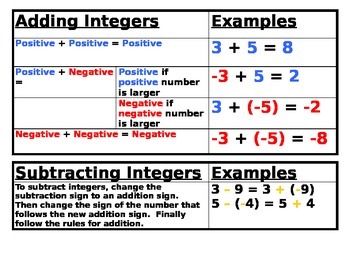 Adding Integers
Examples
Positive + Positive = Positive
3 + 5 = 8
Positive + Negative
=
Positive if
positive number
is larger
-3 + 5 = 2
Negative if
negative number
is larger
3 + (-5) = -2
Negative + Negative = Negative
-3 + (-5) = -8
Subtracting Integers
Examples
To subtract integers, change the
subtraction sign to an addition sign.
Then change the sign of the number that
follows the new addition sign.  Finally
follow the rules for addition.
3 – 9 = 3 + (-9)
5 – (-4) = 5 + 4